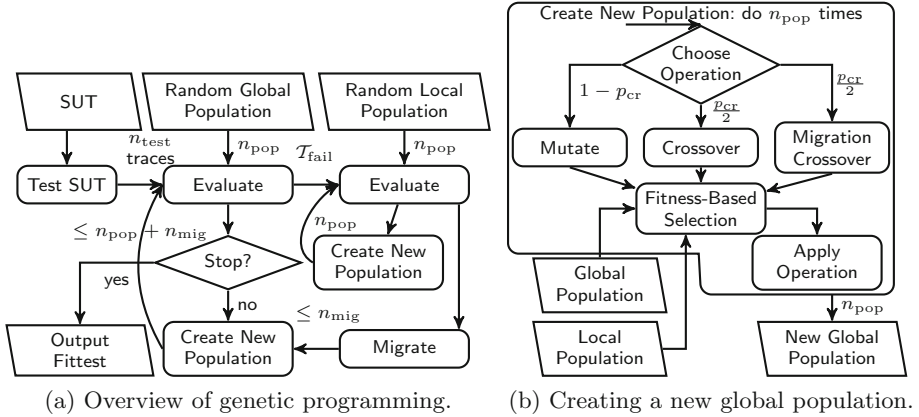 SUT
Random Global
Population
Random Local
Population
n_test
traces
n_pop
𝒯_fail
n_pop
Test SUT
Evaluate
Evaluate
n_pop
≤ n_pop + n_mig
Create New
Population
Stop?
yes
no
≤ n_mig
Output
Fittest
Create New
Population
Migrate
(a) Overview of genetic programming.
Create New Population: do n_pop times
Choose
Operation
1 − p_cr
p_cr/2
p_cr/2
Mutate
Crossover
Migration
Crossover
Fitness-Based
Selection
Apply
Operation
Global
Population
n_pop
Local
Population
New Global
Population
(b) Creating a new global population.